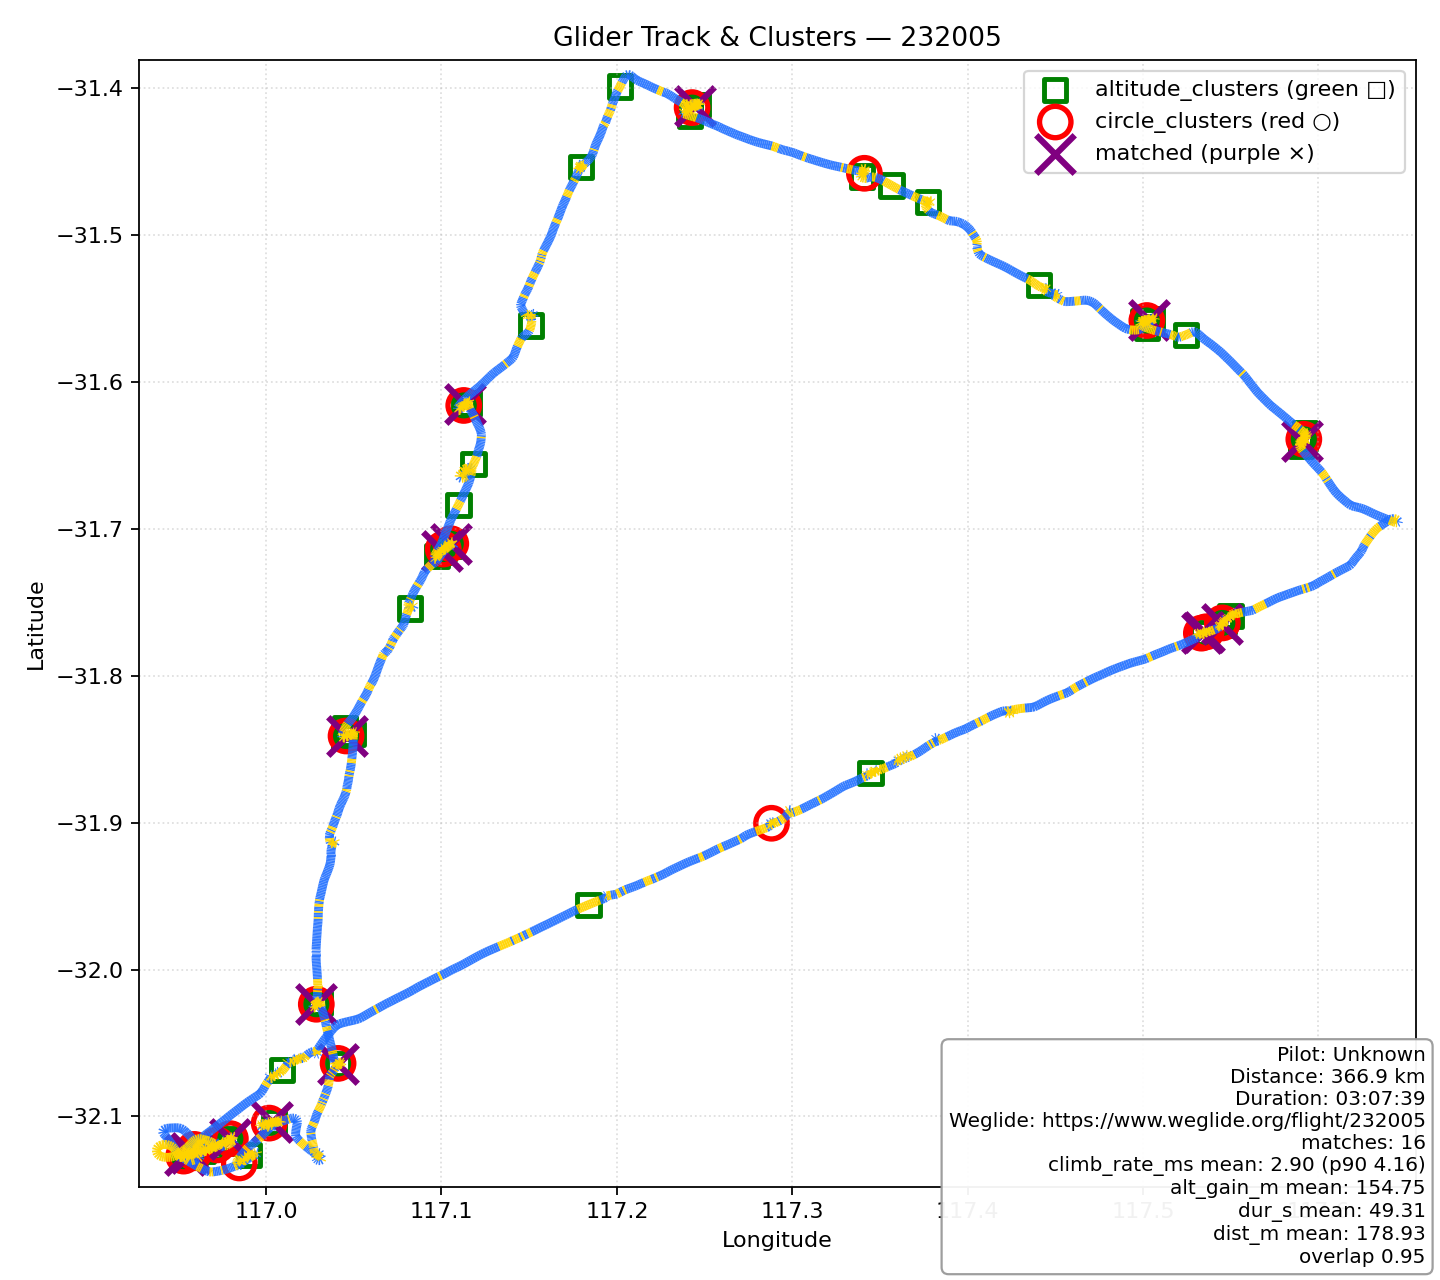 Glider Track & Clusters — 232005
altitude_clusters (green □)
circle_clusters (red ○)
matched (purple ×)
−31.4
−31.5
−31.6
−31.7
−31.8
−31.9
−32.0
−32.1
Latitude
117.0
117.1
117.2
117.3
117.4
117.5
Longitude
Pilot: Unknown
Distance: 366.9 km
Duration: 03:07:39
Weglide: https://www.weglide.org/flight/232005
matches: 16
climb_rate_ms mean: 2.90 (p90 4.16)
alt_gain_m mean: 154.75
dur_s mean: 49.31
dist_m mean: 178.93
overlap 0.95